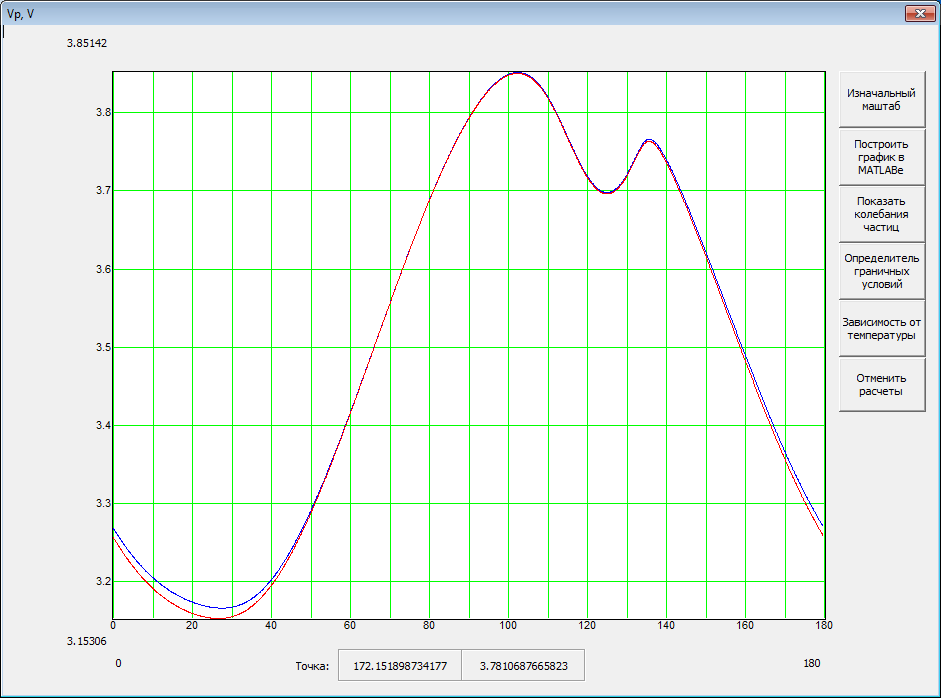 Vp, V
3.85142
3.8
3.7
3.6
3.5
3.4
3.3
3.2
3.15306
0 20 40 60 80 100 120 140 160 180
0
180
Точка: 172.151898734177 3.7810687665823
Изначальный
маштаб
Построить
график в
MATLABe
Показать
колебания
частиц
Определитель
граничных
условий
Зависимость от
температуры
Отменить
расчеты